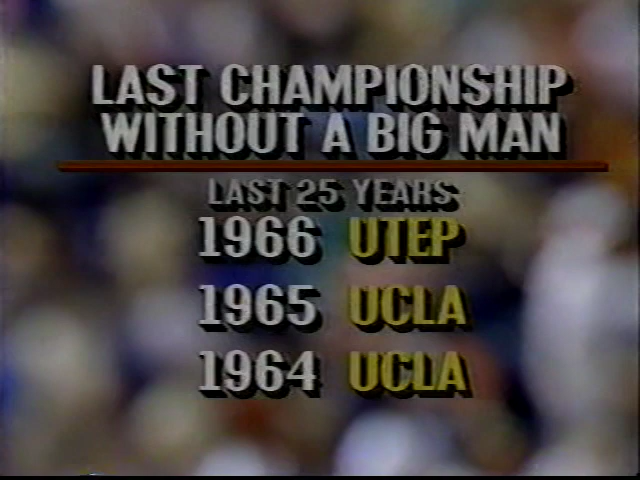 LAST CHAMPIONSHIP
WITHOUT A BIG MAN
LAST 25 YEARS
1966 UTEP
1965 UCLA
1964 UCLA